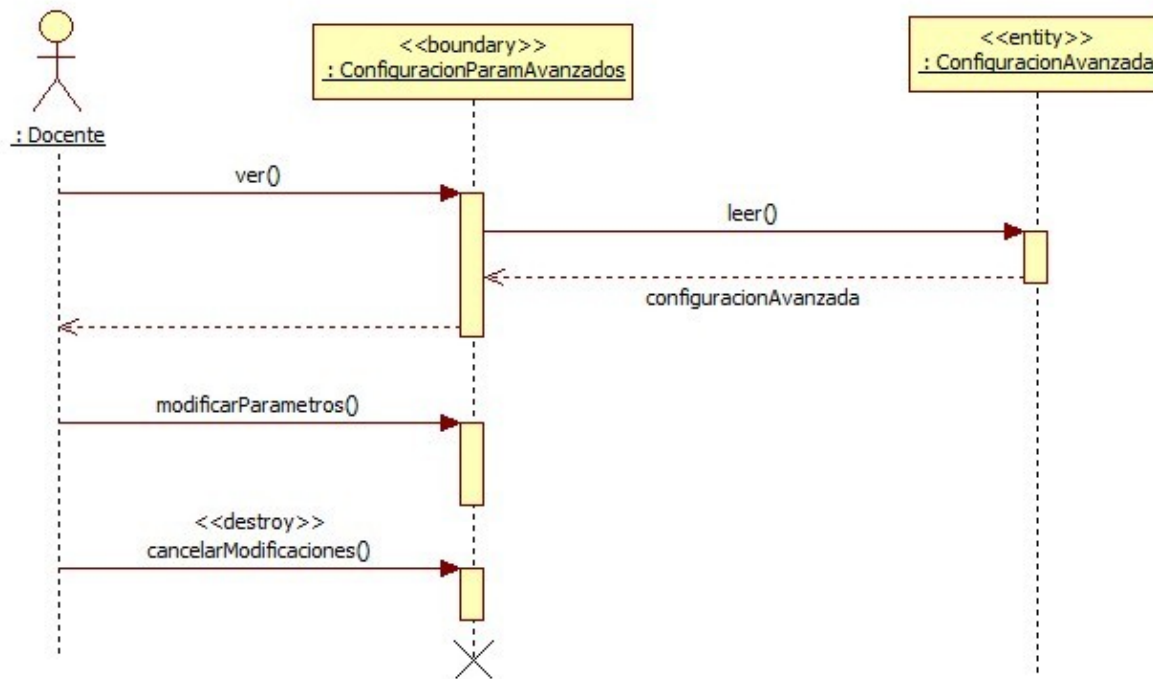 <<boundary>>
: ConfiguracionParamAvanzados
<<entity>>
: ConfiguracionAvanzada
: Docente
ver()
leer()
configuracionAvanzada
modificarParametros()
<<destroy>>
cancelarModificaciones()